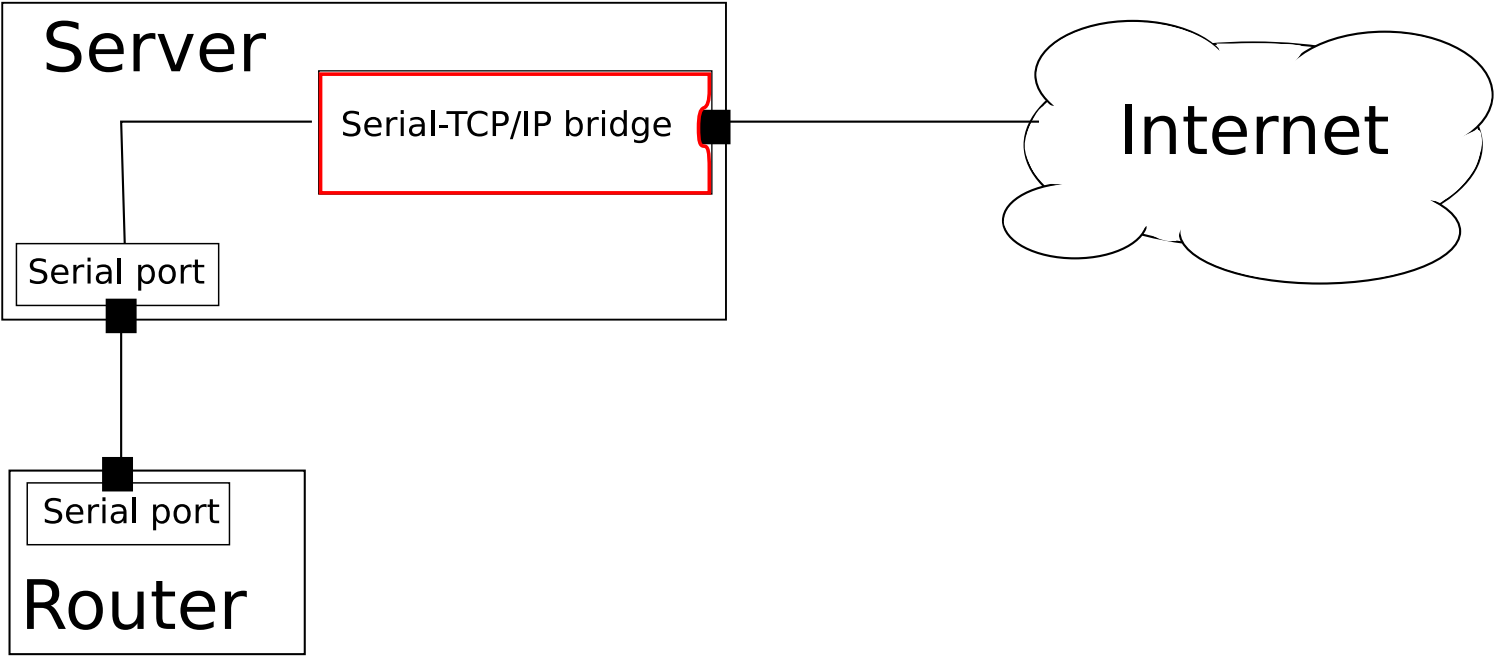 Server
Serial-TCP/IP bridge
Internet
Serial port
Serial port
Router